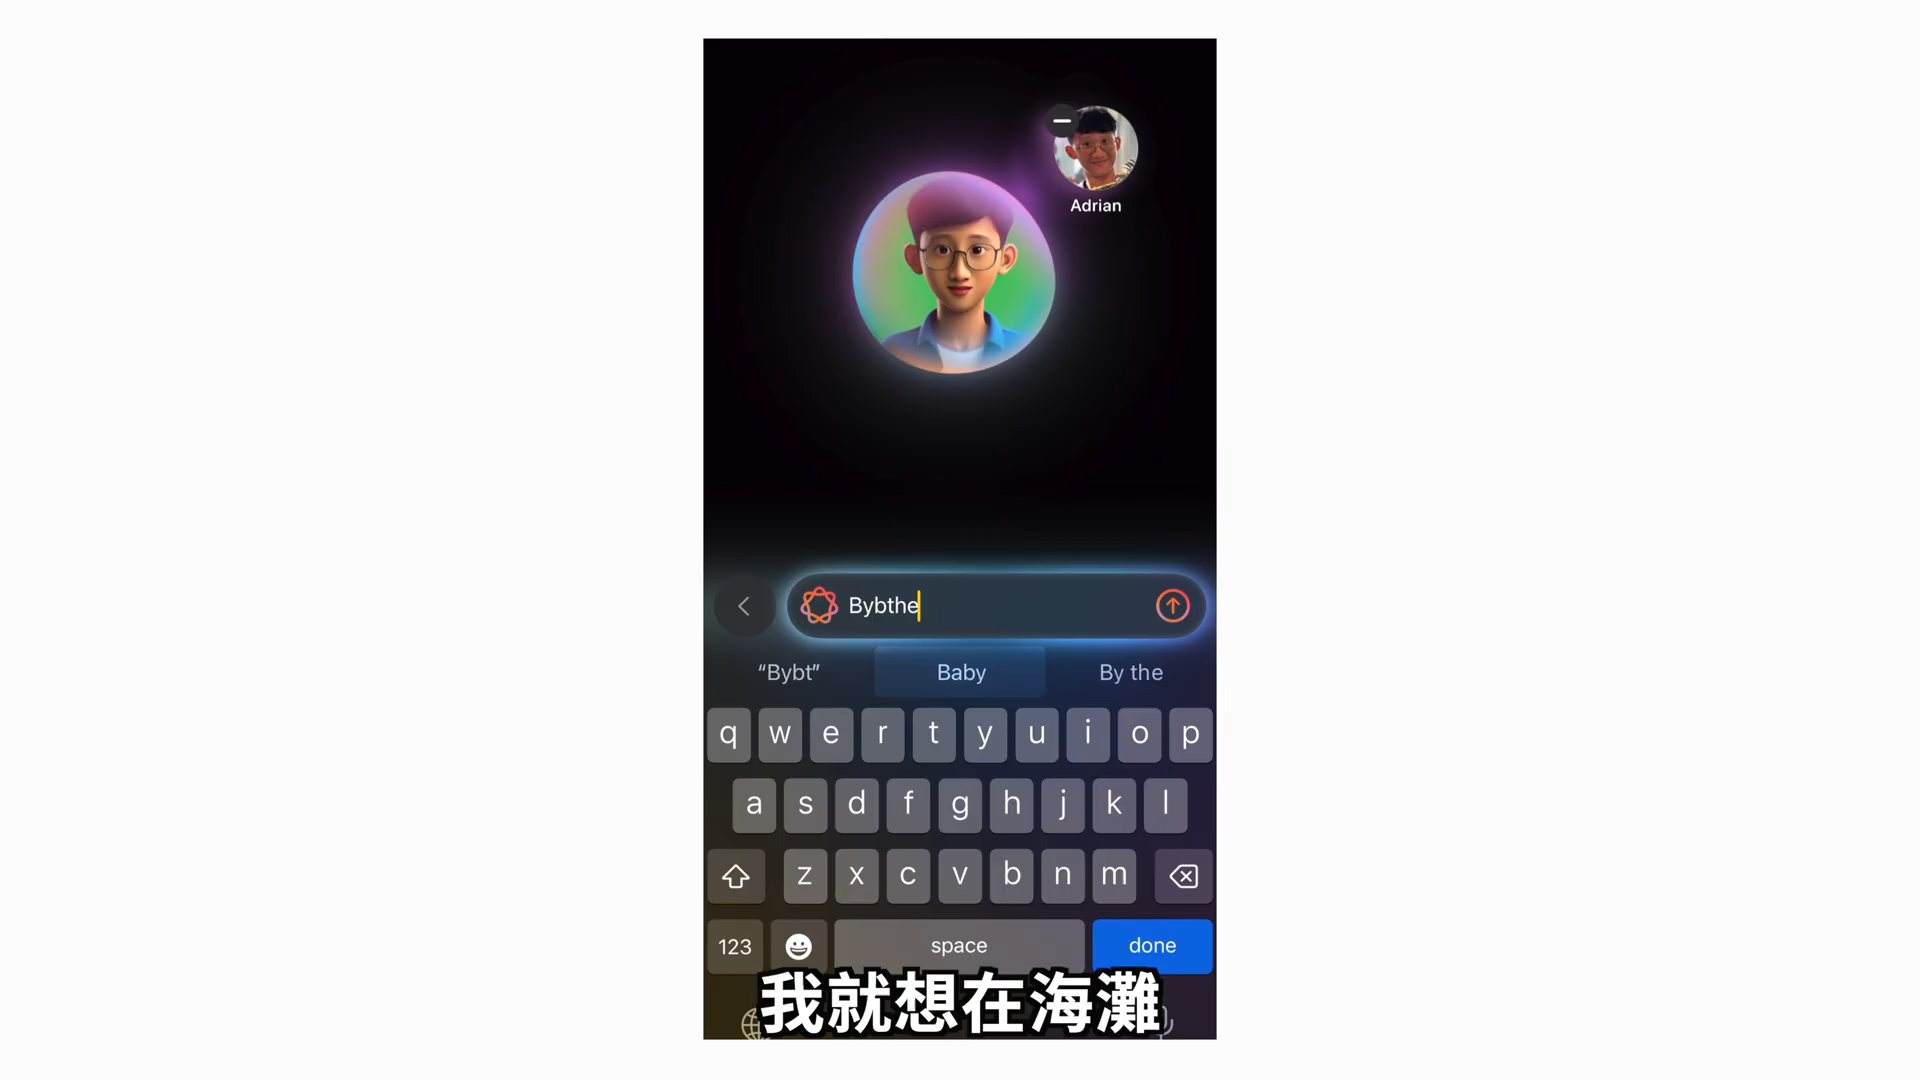 Adrian
Bybthe
“Bybt” Baby By the
q w e r t y u i o p
a s d f g h j k l
z x c v b n m
123 space done
我就想在海灘